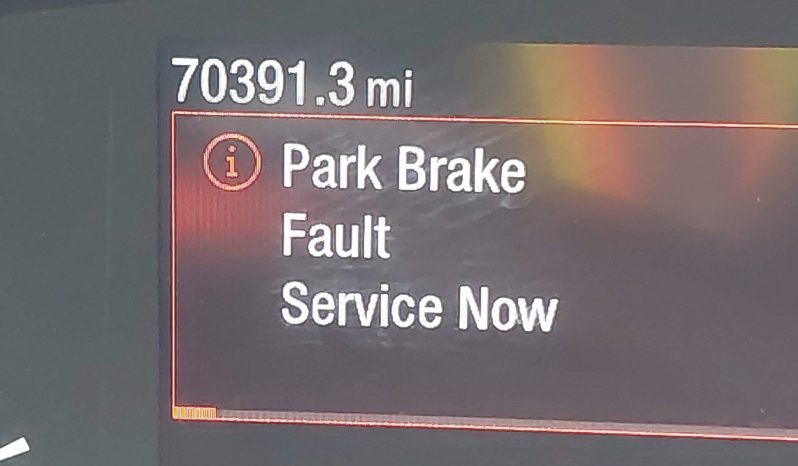 70391.3 mi
i Park Brake
Fault
Service Now